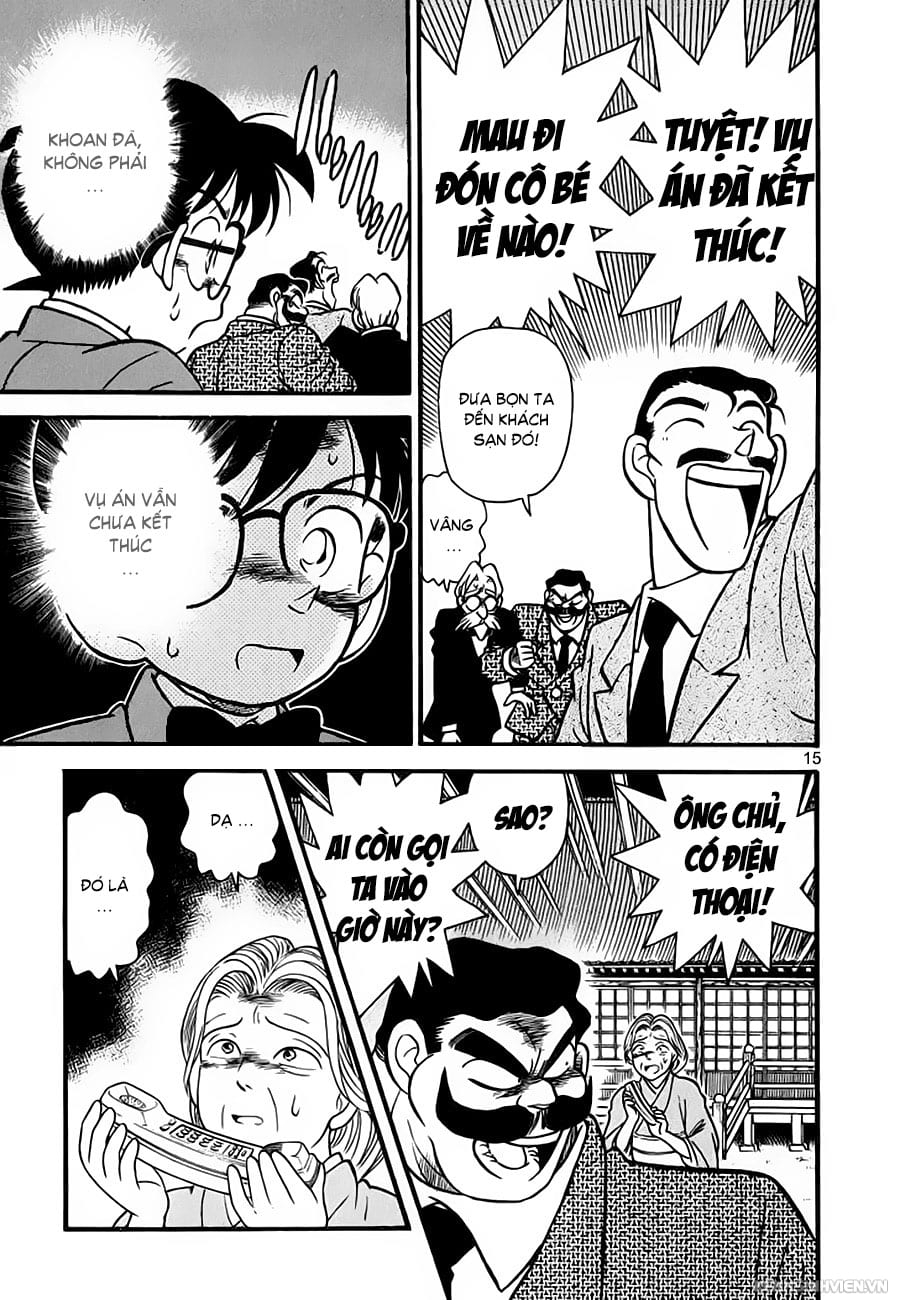 TUYỆT! VỤ
ÁN ĐÃ KẾT
THÚC!
MAU ĐI
ĐÓN CÔ BÉ
VỀ NÀO!
ĐƯA BỌN TA
ĐẾN KHÁCH
SẠN ĐÓ!
VÂNG
...
KHOAN ĐÃ,
KHÔNG PHẢI
...
VỤ ÁN VẪN
CHƯA KẾT
THÚC
...
15
ÔNG CHỦ,
CÓ ĐIỆN
THOẠI!
SAO?
AI CÒN GỌI
TA VÀO
GIỜ NÀY?
DẠ ...
ĐÓ LÀ
...